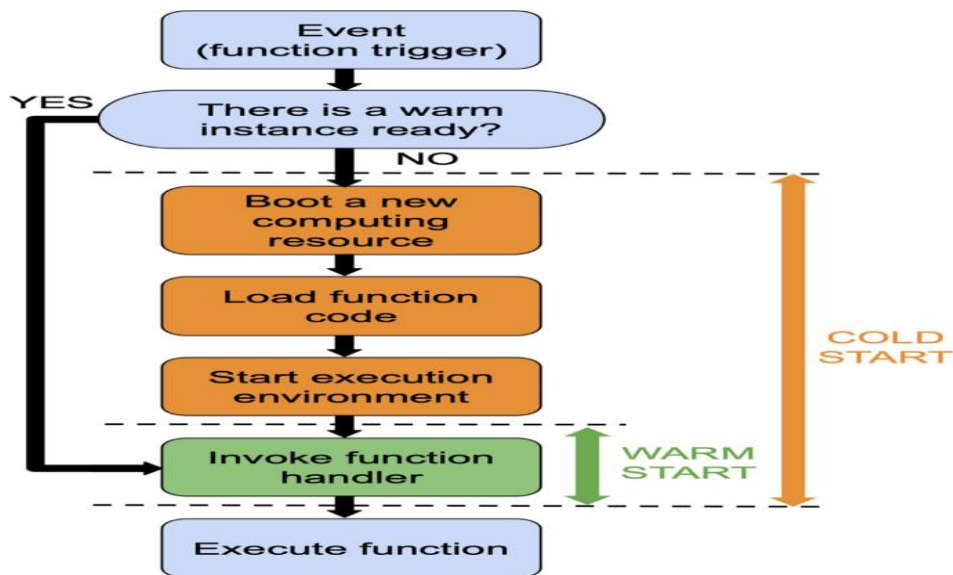 Event
(function trigger)
YES
There is a warm
instance ready?
NO
Boot a new
computing
resource
Load function
code
COLD
START
Start execution
environment
Invoke function
handler
WARM
START
Execute function